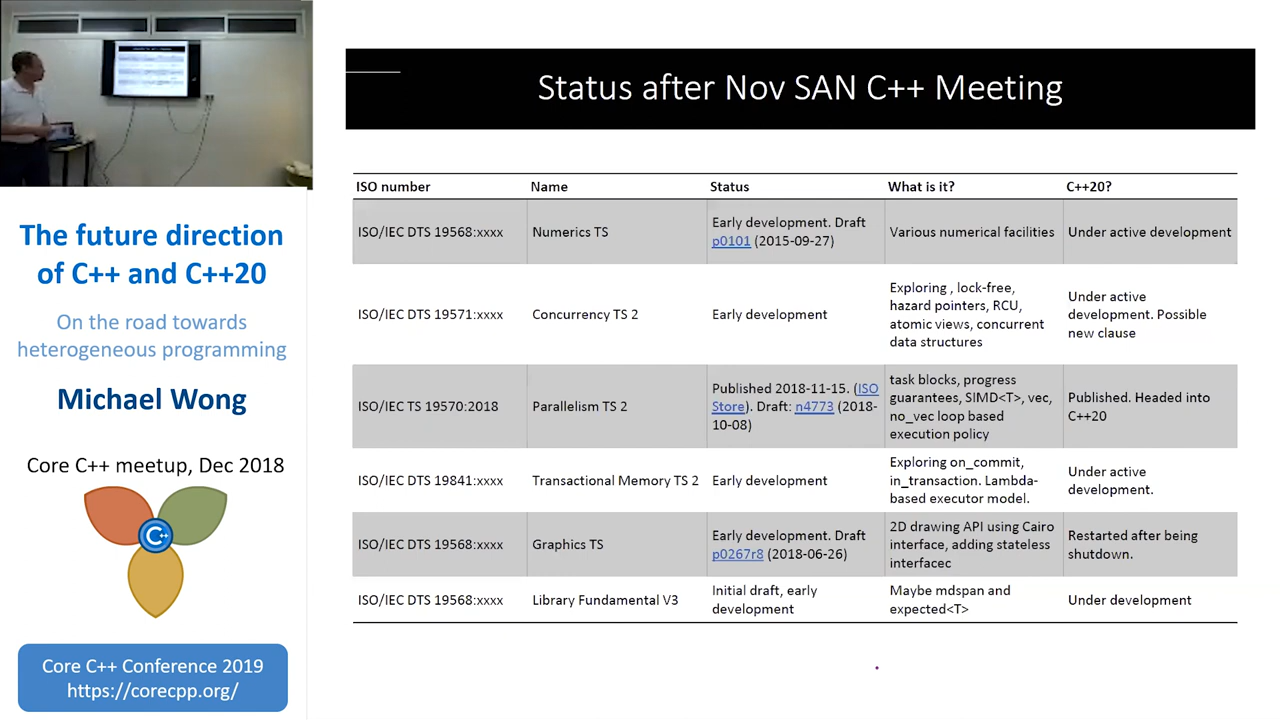 Status after Nov SAN C++ Meeting
The future direction
of C++ and C++20
On the road towards
heterogeneous programming
Michael Wong
Core C++ meetup, Dec 2018
C++
Core C++ Conference 2019
https://corecpp.org/
ISO number Name Status What is it? C++20?
ISO/IEC DTS 19568:xxxx
Numerics TS
Early development. Draft
p0101 (2015-09-27)
Various numerical facilities
Under active development
ISO/IEC DTS 19571:xxxx
Concurrency TS 2
Early development
Exploring , lock-free,
hazard pointers, RCU,
atomic views, concurrent
data structures
Under active
development. Possible
new clause
ISO/IEC TS 19570:2018
Parallelism TS 2
Published 2018-11-15. (ISO
Store). Draft: n4773 (2018-
10-08)
task blocks, progress
guarantees, SIMD<T>, vec,
no_vec loop based
execution policy
Published. Headed into
C++20
ISO/IEC DTS 19841:xxxx
Transactional Memory TS 2
Early development
Exploring on_commit,
in_transaction. Lambda-
based executor model.
Under active
development.
ISO/IEC DTS 19568:xxxx
Graphics TS
Early development. Draft
p0267r8 (2018-06-26)
2D drawing API using Cairo
interface, adding stateless
interfacec
Restarted after being
shutdown.
ISO/IEC DTS 19568:xxxx
Library Fundamental V3
Initial draft, early
development
Maybe mdspan and
expected<T>
Under development